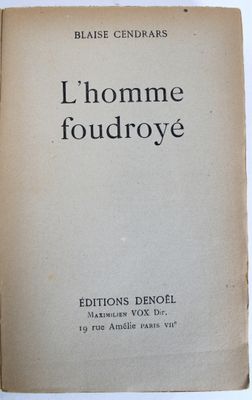 BLAISE CENDRARS
L'homme
foudroyé
ÉDITIONS DENOËL
MAXIMILIEN VOX Dir.
19 rue Amélie PARIS VIIe